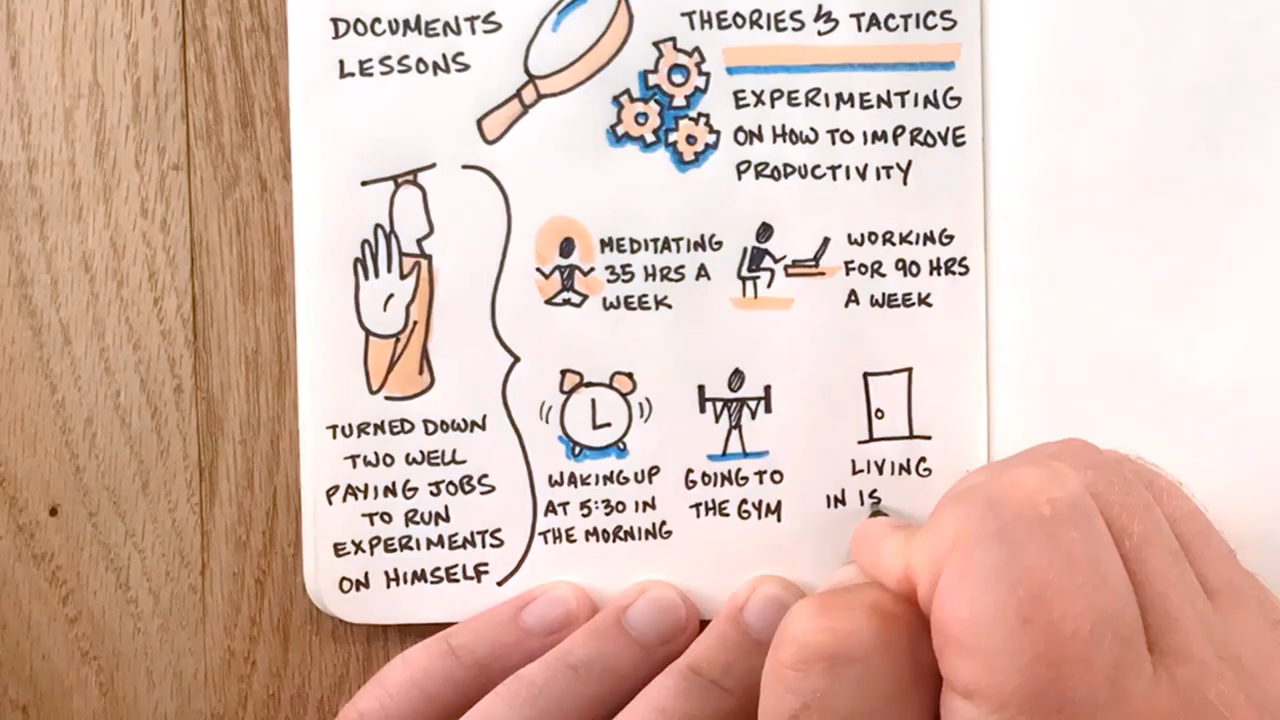 DOCUMENTS
LESSONS
THEORIES & TACTICS
EXPERIMENTING
ON HOW TO IMPROVE
PRODUCTIVITY
TURNED DOWN
TWO WELL
PAYING JOBS
TO RUN
EXPERIMENTS
ON HIMSELF
MEDITATING
35 HRS A
WEEK
WORKING
FOR 90 HRS
A WEEK
WAKING UP
AT 5:30 IN
THE MORNING
GOING TO
THE GYM
LIVING
IN IS